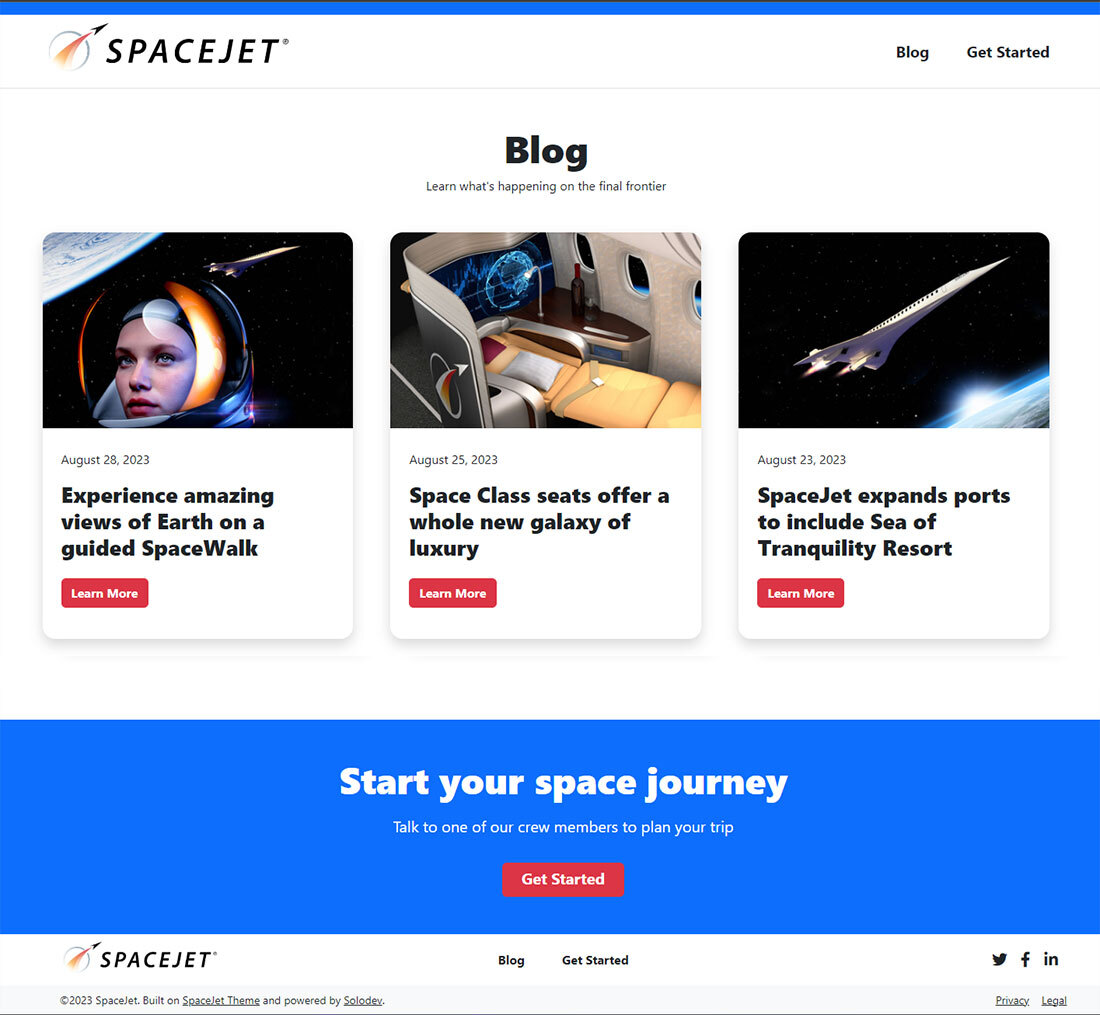 SPACEJET®
Blog
Get Started
Blog
Learn what's happening on the final frontier
August 28, 2023
Experience amazing
views of Earth on a
guided SpaceWalk
Learn More
August 25, 2023
Space Class seats offer a
whole new galaxy of
luxury
Learn More
August 23, 2023
SpaceJet expands ports
to include Sea of
Tranquility Resort
Learn More
Start your space journey
Talk to one of our crew members to plan your trip
Get Started
SPACEJET®
Blog
Get Started
©2023 SpaceJet. Built on SpaceJet Theme and powered by Solodev.
Privacy
Legal